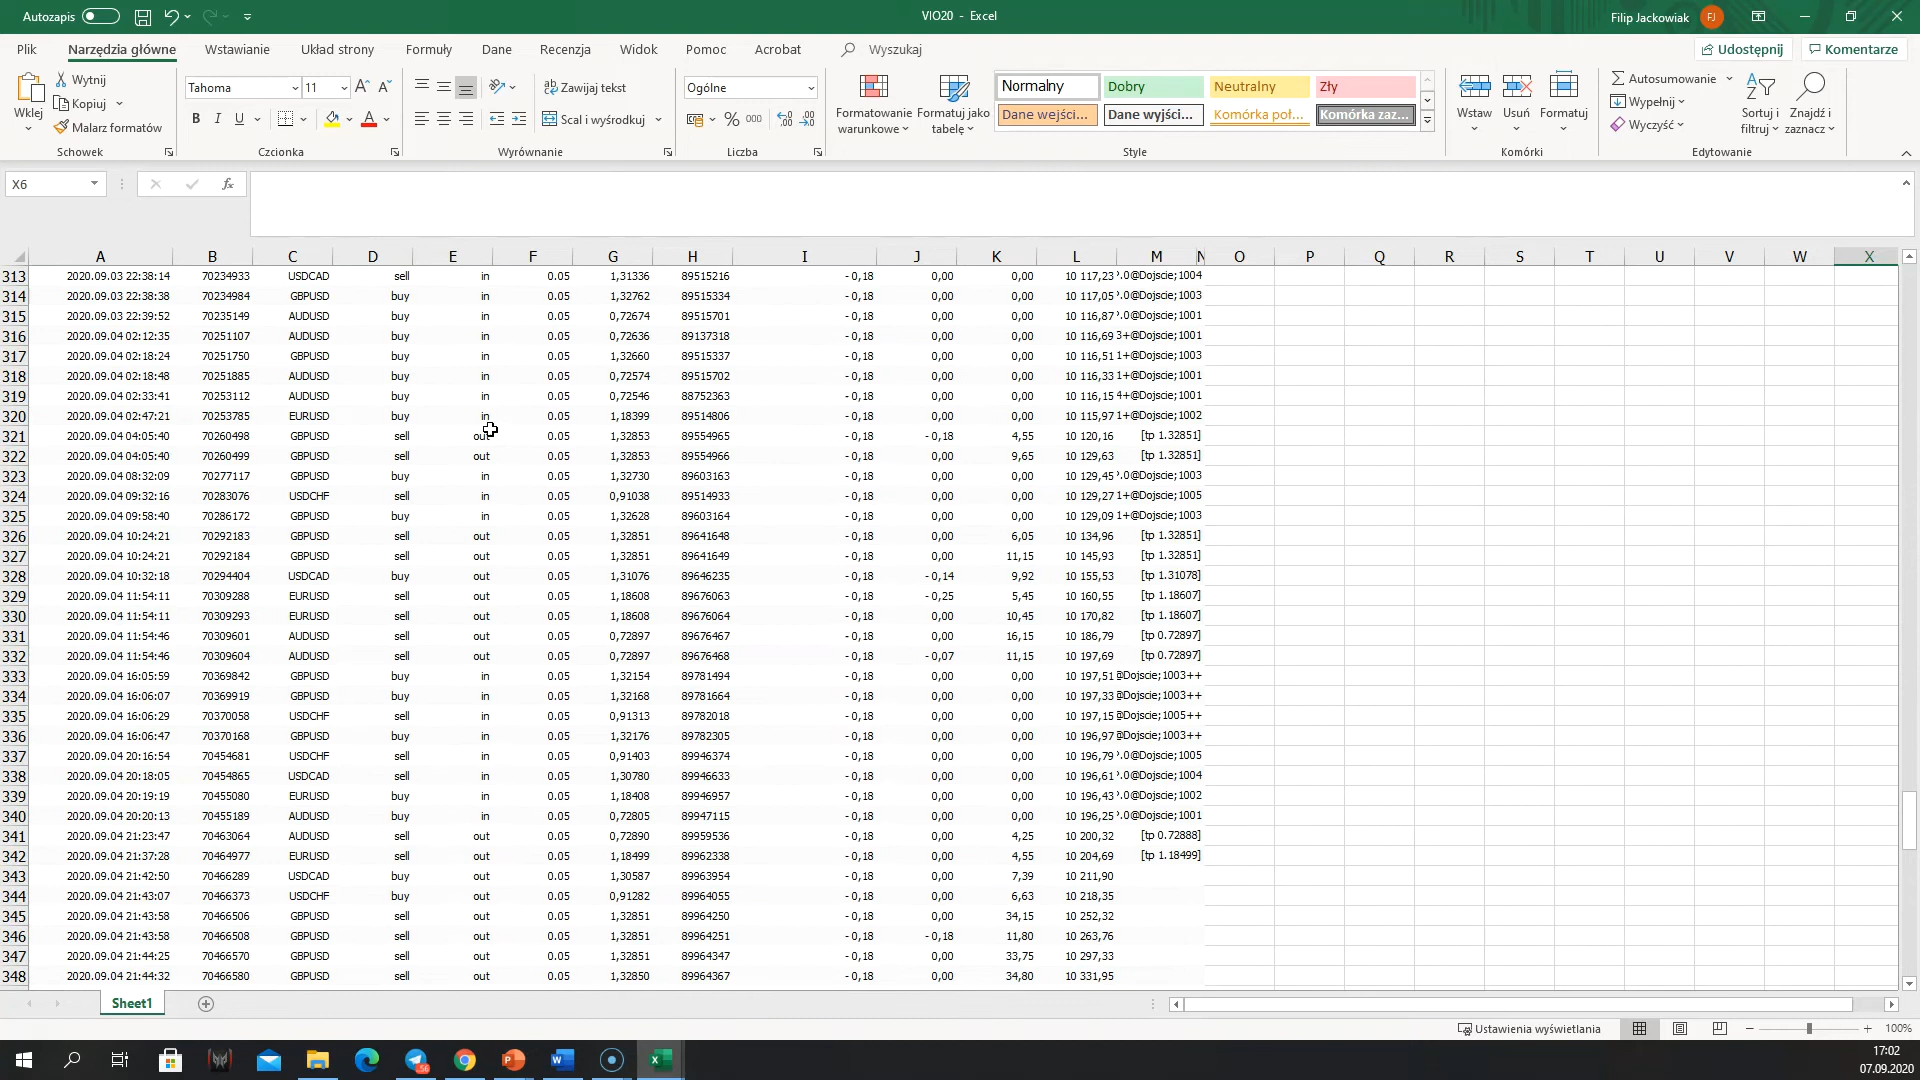 Autozapis VIO20 - Excel Filip Jackowiak FJ
Plik Narzędzia główne Wstawianie Układ strony Formuły Dane Recenzja Widok Pomoc Acrobat Wyszukaj Udostępnij Komentarze
Wklej Wytnij Kopiuj Malarz formatów
Tahoma 11 B I U
Zawijaj tekst Scal i wyśrodkuj
Ogólne % 000
Formatowanie warunkowe Formatuj jako tabelę
Normalny Dobry Neutralny Zły
Dane wejści... Dane wyjści... Komórka poł... Komórka zaz...
Wstaw Usuń Formatuj
Autosumowanie Wypełnij Wyczyść
Sortuj i filtruj Znajdź i zaznacz
Schowek Czcionka Wyrównanie Liczba Style Komórki Edytowanie
X6 fx
A B C D E F G H I J K L M N O P Q R S T U V W X
313 2020.09.03 22:38:14 70234933 USDCAD sell in 0.05 1,31336 89515216 - 0,18 0,00 0,00 10 117,23 .0@Dojscie;1004
314 2020.09.03 22:38:38 70234984 GBPUSD buy in 0.05 1,32762 89515334 - 0,18 0,00 0,00 10 117,05 .0@Dojscie;1003
315 2020.09.03 22:39:52 70235149 AUDUSD buy in 0.05 0,72674 89515701 - 0,18 0,00 0,00 10 116,87 .0@Dojscie;1001
316 2020.09.04 02:12:35 70251107 AUDUSD buy in 0.05 0,72636 89137318 - 0,18 0,00 0,00 10 116,69 3+@Dojscie;1001
317 2020.09.04 02:18:24 70251750 GBPUSD buy in 0.05 1,32660 89515337 - 0,18 0,00 0,00 10 116,51 1+@Dojscie;1003
318 2020.09.04 02:18:48 70251885 AUDUSD buy in 0.05 0,72574 89515702 - 0,18 0,00 0,00 10 116,33 1+@Dojscie;1001
319 2020.09.04 02:33:41 70253112 AUDUSD buy in 0.05 0,72546 88752363 - 0,18 0,00 0,00 10 116,15 4+@Dojscie;1001
320 2020.09.04 02:47:21 70253785 EURUSD buy in 0.05 1,18399 89514806 - 0,18 0,00 0,00 10 115,97 1+@Dojscie;1002
321 2020.09.04 04:05:40 70260498 GBPUSD sell out 0.05 1,32853 89554965 - 0,18 - 0,18 4,55 10 120,16 [tp 1.32851]
322 2020.09.04 04:05:40 70260499 GBPUSD sell out 0.05 1,32853 89554966 - 0,18 0,00 9,65 10 129,63 [tp 1.32851]
323 2020.09.04 08:32:09 70277117 GBPUSD buy in 0.05 1,32730 89603163 - 0,18 0,00 0,00 10 129,45 .0@Dojscie;1003
324 2020.09.04 09:32:16 70283076 USDCHF sell in 0.05 0,91038 89514933 - 0,18 0,00 0,00 10 129,27 1+@Dojscie;1005
325 2020.09.04 09:58:40 70286172 GBPUSD buy in 0.05 1,32628 89603164 - 0,18 0,00 0,00 10 129,09 1+@Dojscie;1003
326 2020.09.04 10:24:21 70292183 GBPUSD sell out 0.05 1,32851 89641648 - 0,18 0,00 6,05 10 134,96 [tp 1.32851]
327 2020.09.04 10:24:21 70292184 GBPUSD sell out 0.05 1,32851 89641649 - 0,18 0,00 11,15 10 145,93 [tp 1.32851]
328 2020.09.04 10:32:18 70294404 USDCAD buy out 0.05 1,31076 89646235 - 0,18 - 0,14 9,92 10 155,53 [tp 1.31078]
329 2020.09.04 11:54:11 70309288 EURUSD sell out 0.05 1,18608 89676063 - 0,18 - 0,25 5,45 10 160,55 [tp 1.18607]
330 2020.09.04 11:54:11 70309293 EURUSD sell out 0.05 1,18608 89676064 - 0,18 0,00 10,45 10 170,82 [tp 1.18607]
331 2020.09.04 11:54:46 70309601 AUDUSD sell out 0.05 0,72897 89676467 - 0,18 0,00 16,15 10 186,79 [tp 0.72897]
332 2020.09.04 11:54:46 70309604 AUDUSD sell out 0.05 0,72897 89676468 - 0,18 - 0,07 11,15 10 197,69 [tp 0.72897]
333 2020.09.04 16:05:59 70369842 GBPUSD buy in 0.05 1,32154 89781494 - 0,18 0,00 0,00 10 197,51 @Dojscie;1003++
334 2020.09.04 16:06:07 70369919 GBPUSD buy in 0.05 1,32168 89781664 - 0,18 0,00 0,00 10 197,33 @Dojscie;1003++
335 2020.09.04 16:06:29 70370058 USDCHF sell in 0.05 0,91313 89782018 - 0,18 0,00 0,00 10 197,15 @Dojscie;1005++
336 2020.09.04 16:06:47 70370168 GBPUSD buy in 0.05 1,32176 89782305 - 0,18 0,00 0,00 10 196,97 @Dojscie;1003++
337 2020.09.04 20:16:54 70454681 USDCHF sell in 0.05 0,91403 89946374 - 0,18 0,00 0,00 10 196,79 .0@Dojscie;1005
338 2020.09.04 20:18:05 70454865 USDCAD sell in 0.05 1,30780 89946633 - 0,18 0,00 0,00 10 196,61 .0@Dojscie;1004
339 2020.09.04 20:19:19 70455080 EURUSD buy in 0.05 1,18408 89946957 - 0,18 0,00 0,00 10 196,43 .0@Dojscie;1002
340 2020.09.04 20:20:13 70455189 AUDUSD buy in 0.05 0,72805 89947115 - 0,18 0,00 0,00 10 196,25 .0@Dojscie;1001
341 2020.09.04 21:23:47 70463064 AUDUSD sell out 0.05 0,72890 89959536 - 0,18 0,00 4,25 10 200,32 [tp 0.72888]
342 2020.09.04 21:37:28 70464977 EURUSD sell out 0.05 1,18499 89962338 - 0,18 0,00 4,55 10 204,69 [tp 1.18499]
343 2020.09.04 21:42:50 70466289 USDCAD buy out 0.05 1,30587 89963954 - 0,18 0,00 7,39 10 211,90
344 2020.09.04 21:43:07 70466373 USDCHF buy out 0.05 0,91282 89964055 - 0,18 0,00 6,63 10 218,35
345 2020.09.04 21:43:58 70466506 GBPUSD sell out 0.05 1,32851 89964250 - 0,18 0,00 34,15 10 252,32
346 2020.09.04 21:43:58 70466508 GBPUSD sell out 0.05 1,32851 89964251 - 0,18 - 0,18 11,80 10 263,76
347 2020.09.04 21:44:25 70466570 GBPUSD sell out 0.05 1,32851 89964347 - 0,18 0,00 33,75 10 297,33
348 2020.09.04 21:44:32 70466580 GBPUSD sell out 0.05 1,32850 89964367 - 0,18 0,00 34,80 10 331,95
Sheet1
Ustawienia wyświetlania 100%
17:02
07.09.2020